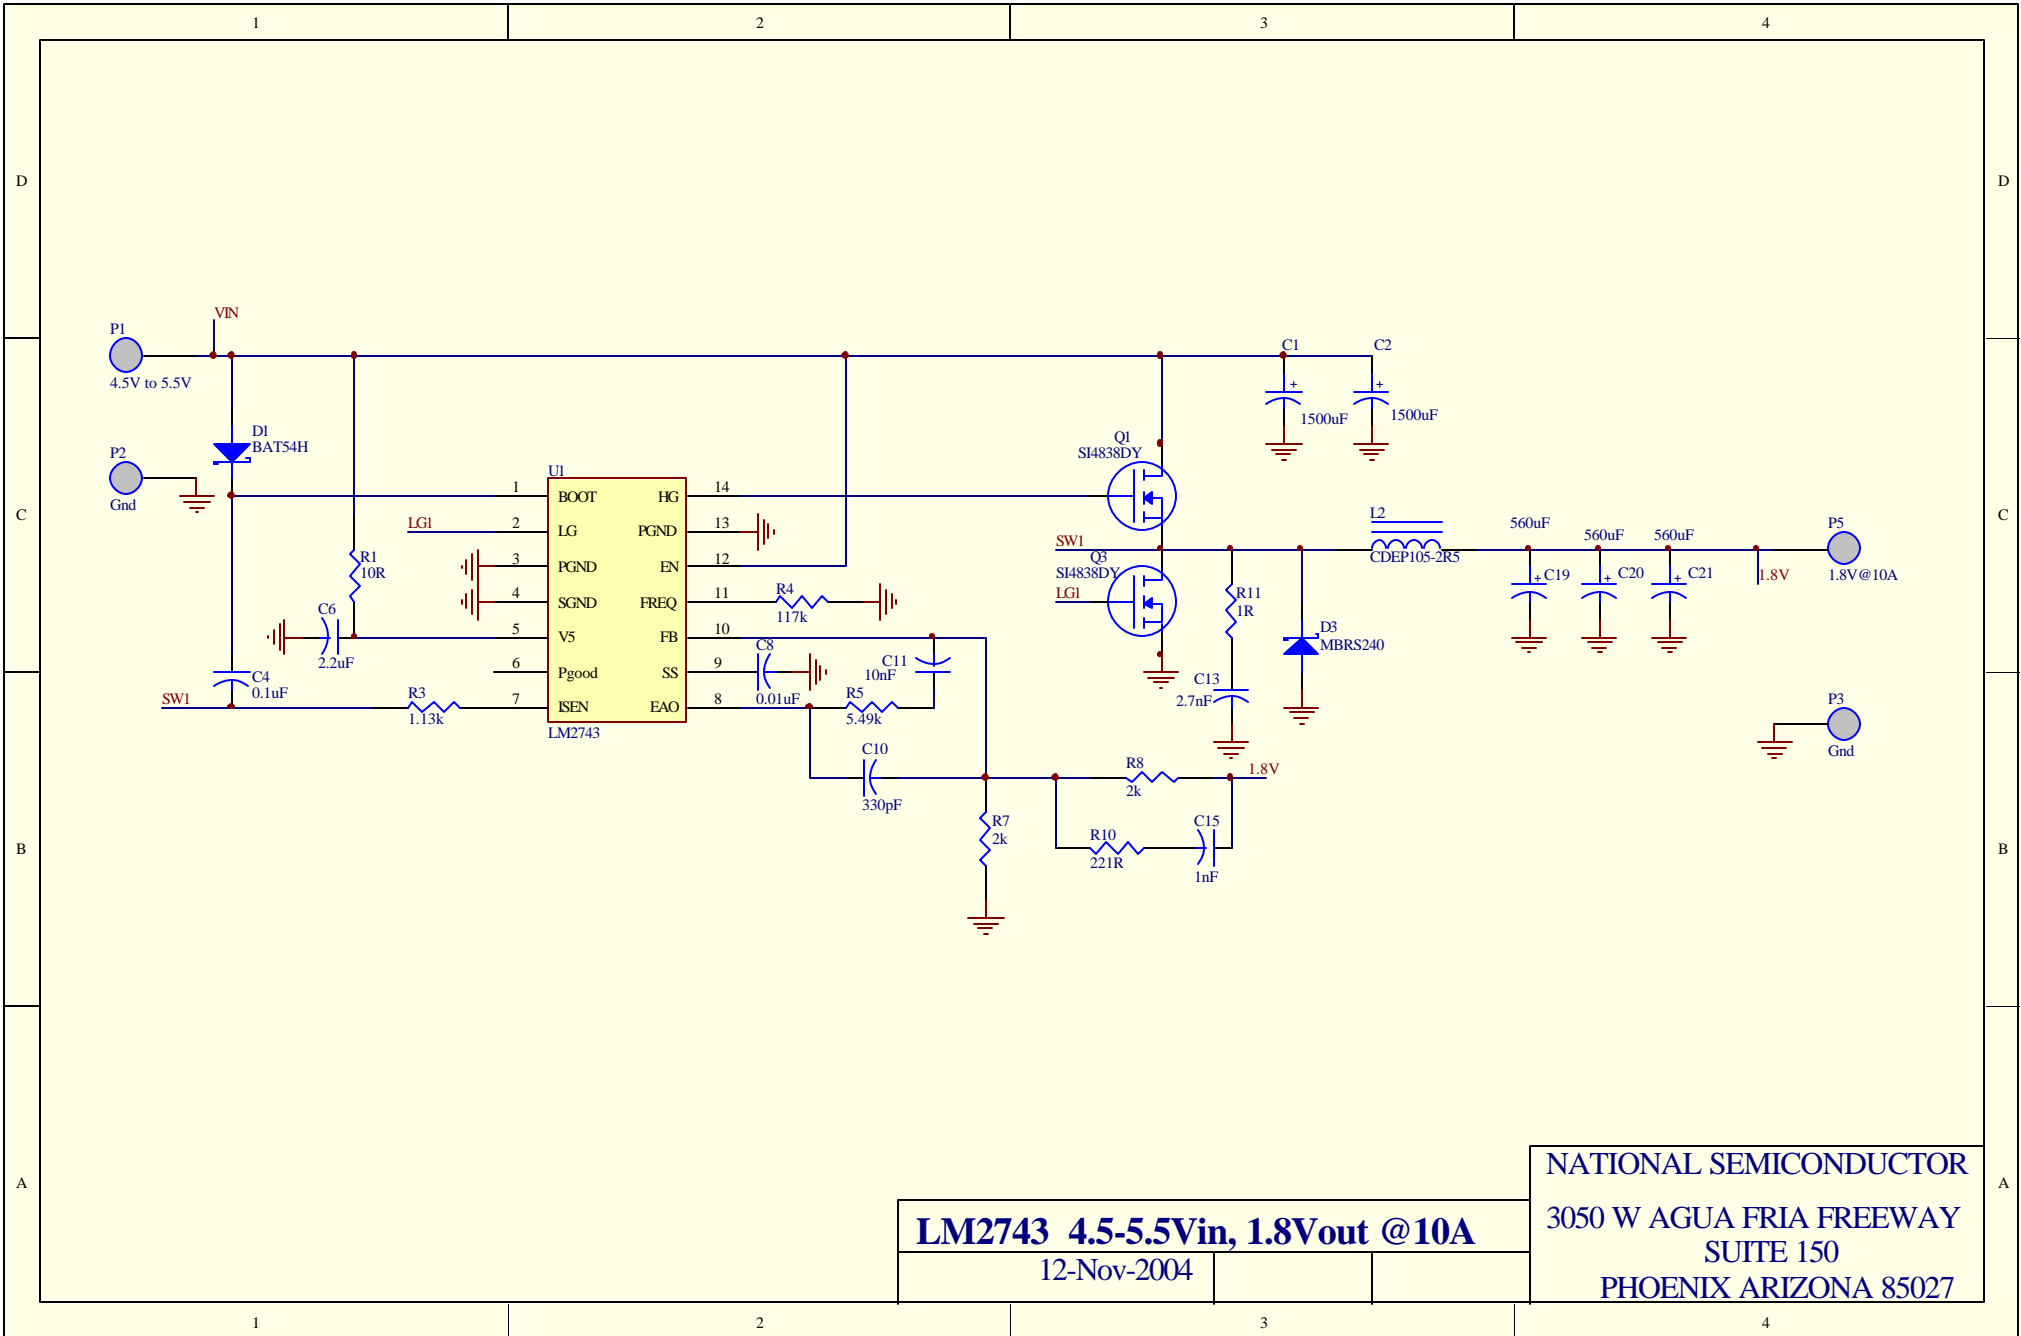 1 2 3 4
D D
VIN
P1
4.5V to 5.5V
C1 C2
+ +
1500uF 1500uF
D1
BAT54H
P2
Gnd
Q1
SI4838DY
U1
1 BOOT HG 14
C C
LG1 2 LG PGND 13
3 PGND EN 12
4 SGND FREQ 11
5 V5 FB 10
6 Pgood SS 9
7 ISEN EAO 8
LM2743
R1
10R
C6
2.2uF
C4
0.1uF
SW1
R3
1.13k
R4
117k
C8
0.01uF
C11
10nF
R5
5.49k
C10
330pF
SW1
Q3
SI4838DY
LG1
R11
1R
D3
MBRS240
C13
2.7nF
L2
CDEP105-2R5
560uF 560uF 560uF
+ C19 + C20 + C21
1.8V
P5
1.8V@10A
P3
Gnd
R8
2k
1.8V
R7
2k
R10
221R
C15
1nF
B B
A A
NATIONAL SEMICONDUCTOR
3050 W AGUA FRIA FREEWAY
SUITE 150
PHOENIX ARIZONA 85027
LM2743 4.5-5.5Vin, 1.8Vout @10A
12-Nov-2004
1 2 3 4